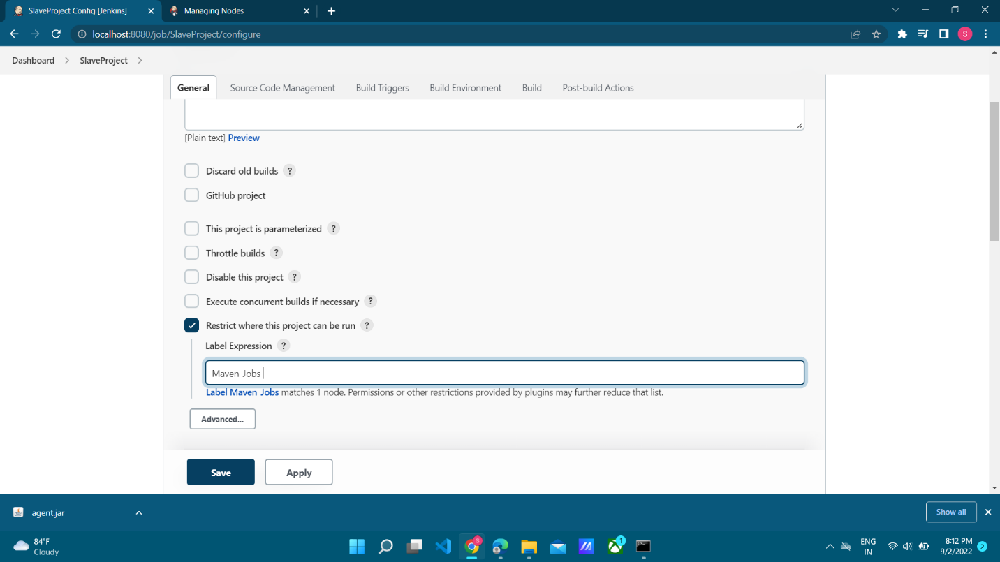 SlaveProject Config [Jenkins]
Managing Nodes
localhost:8080/job/SlaveProject/configure
S
Dashboard
SlaveProject
General
Source Code Management
Build Triggers
Build Environment
Build
Post-build Actions
[Plain text] Preview
Discard old builds ?
GitHub project
This project is parameterized ?
Throttle builds ?
Disable this project ?
Execute concurrent builds if necessary ?
Restrict where this project can be run ?
Label Expression ?
Maven_Jobs
Label Maven_Jobs matches 1 node. Permissions or other restrictions provided by plugins may further reduce that list.
Advanced...
Save
Apply
agent.jar
Show all
84°F
Cloudy
S
1
ENG
IN
8:12 PM
9/2/2022
2